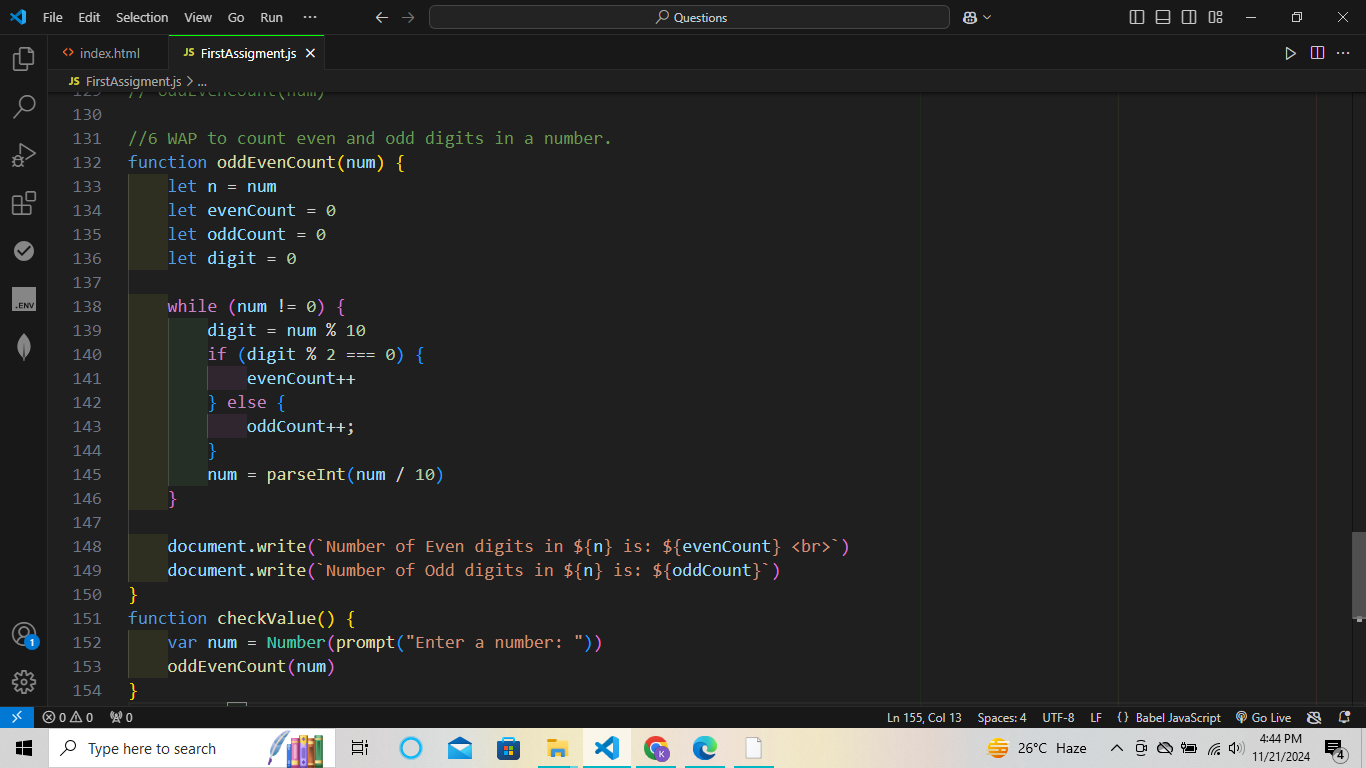 File Edit Selection View Go Run ··· Questions
index.html JS FirstAssigment.js
JS FirstAssigment.js > ...
129 // oddEvenCount(num)
130
131 //6 WAP to count even and odd digits in a number.
132 function oddEvenCount(num) {
133 let n = num
134 let evenCount = 0
135 let oddCount = 0
136 let digit = 0
137
138 while (num != 0) {
139 digit = num % 10
140 if (digit % 2 === 0) {
141 evenCount++
142 } else {
143 oddCount++;
144 }
145 num = parseInt(num / 10)
146 }
147
148 document.write(`Number of Even digits in ${n} is: ${evenCount} <br>`)
149 document.write(`Number of Odd digits in ${n} is: ${oddCount}`)
150 }
151 function checkValue() {
152 var num = Number(prompt("Enter a number: "))
153 oddEvenCount(num)
154 }
.ENV
1
0 0 0 Ln 155, Col 13 Spaces: 4 UTF-8 LF {} Babel JavaScript Go Live
Type here to search K 26°C Haze 4:44 PM
11/21/2024 4